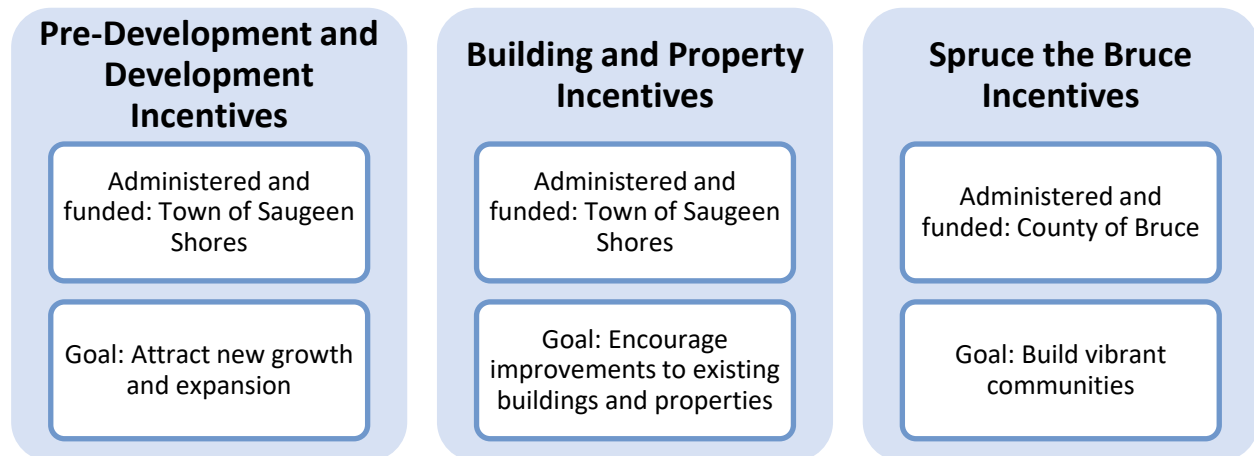 Pre-Development and
Development
Incentives
Administered and
funded: Town of Saugeen
Shores
Goal: Attract new growth
and expansion
Building and Property
Incentives
Administered and
funded: Town of Saugeen
Shores
Goal: Encourage
improvements to existing
buildings and properties
Spruce the Bruce
Incentives
Administered and
funded: County of Bruce
Goal: Build vibrant
communities